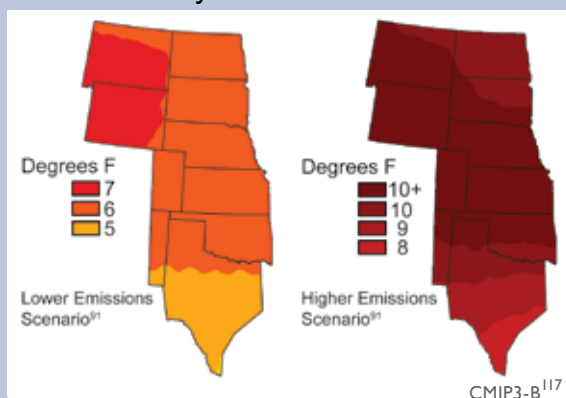 Degrees F
7
6
5
Lower Emissions
Scenario⁹¹
Degrees F
10+
10
9
8
Higher Emissions
Scenario⁹¹
CMIP3-B¹¹⁷